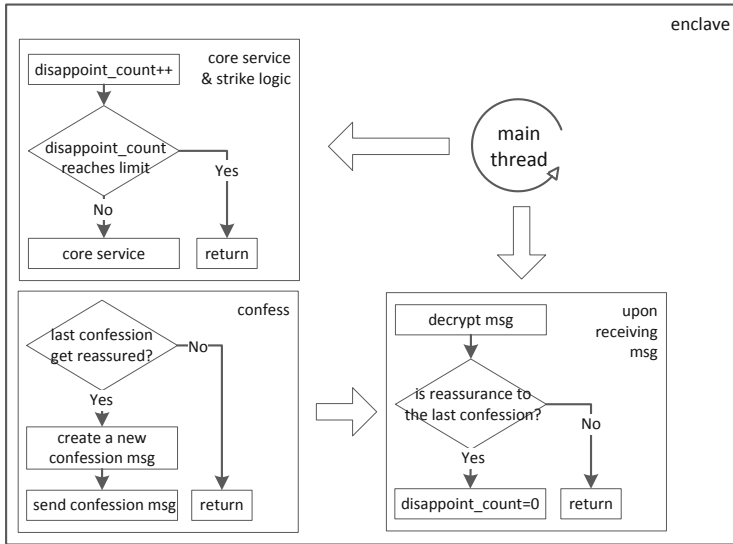 enclave
core service
& strike logic
disappoint_count++
disappoint_count
reaches limit
Yes
No
core service
return
main
thread
confess
last confession
get reassured?
No
Yes
create a new
confession msg
send confession msg
return
upon
receiving
msg
decrypt msg
is reassurance to
the last confession?
No
Yes
disappoint_count=0
return